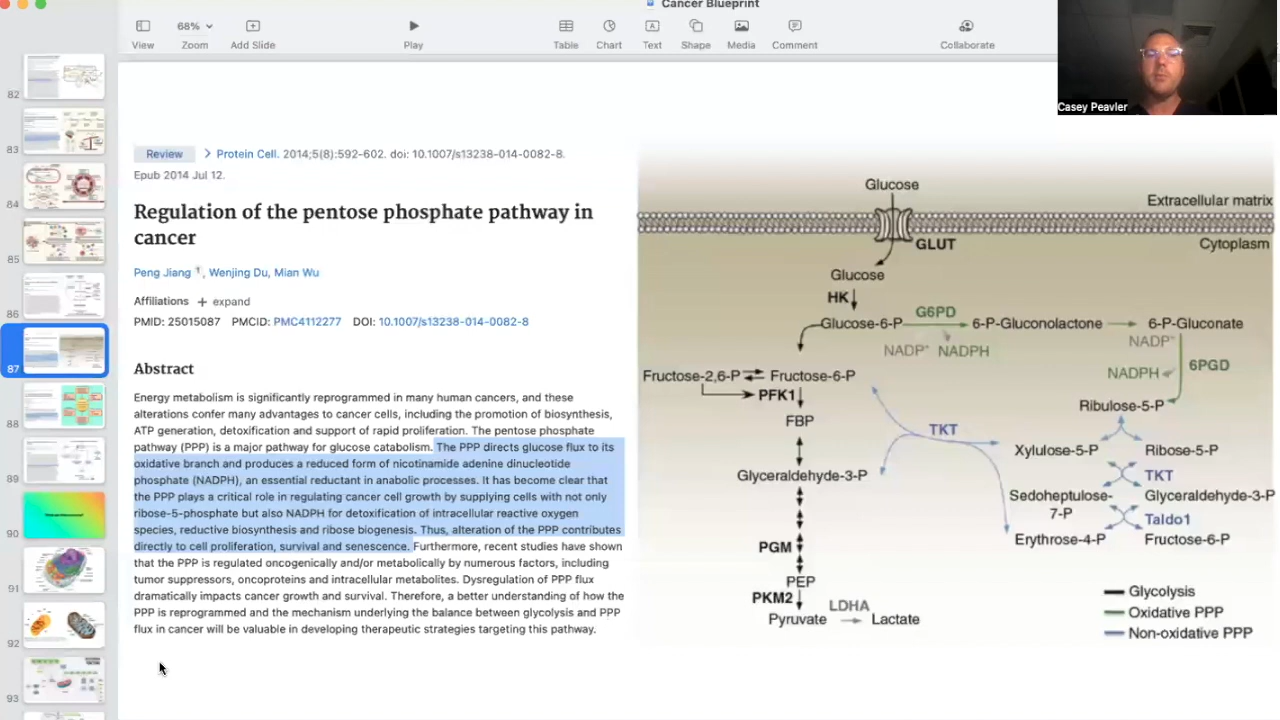 Cancer Blueprint
68%
View
Zoom
Add Slide
Play
Table
Chart
Text
Shape
Media
Comment
Collaborate
Casey Peavler
82
83
84
85
86
87
88
89
90
91
92
93
Review > Protein Cell. 2014;5(8):592-602. doi: 10.1007/s13238-014-0082-8.
Epub 2014 Jul 12.
Regulation of the pentose phosphate pathway in
cancer
Peng Jiang 1, Wenjing Du, Mian Wu
Affiliations + expand
PMID: 25015087 PMCID: PMC4112277 DOI: 10.1007/s13238-014-0082-8
Abstract
Energy metabolism is significantly reprogrammed in many human cancers, and these
alterations confer many advantages to cancer cells, including the promotion of biosynthesis,
ATP generation, detoxification and support of rapid proliferation. The pentose phosphate
pathway (PPP) is a major pathway for glucose catabolism. The PPP directs glucose flux to its
oxidative branch and produces a reduced form of nicotinamide adenine dinucleotide
phosphate (NADPH), an essential reductant in anabolic processes. It has become clear that
the PPP plays a critical role in regulating cancer cell growth by supplying cells with not only
ribose-5-phosphate but also NADPH for detoxification of intracellular reactive oxygen
species, reductive biosynthesis and ribose biogenesis. Thus, alteration of the PPP contributes
directly to cell proliferation, survival and senescence. Furthermore, recent studies have shown
that the PPP is regulated oncogenically and/or metabolically by numerous factors, including
tumor suppressors, oncoproteins and intracellular metabolites. Dysregulation of PPP flux
dramatically impacts cancer growth and survival. Therefore, a better understanding of how the
PPP is reprogrammed and the mechanism underlying the balance between glycolysis and PPP
flux in cancer will be valuable in developing therapeutic strategies targeting this pathway.
Glucose
Extracellular matrix
GLUT
Cytoplasm
Glucose
HK
G6PD
Glucose-6-P
6-P-Gluconolactone
6-P-Gluconate
NADP+ NADPH
NADP+
NADPH
6PGD
Fructose-2,6-P
Fructose-6-P
PFK1
Ribulose-5-P
FBP
TKT
Xylulose-5-P
Ribose-5-P
Glyceraldehyde-3-P
TKT
Sedoheptulose-
7-P
Glyceraldehyde-3-P
Taldo1
Erythrose-4-P
Fructose-6-P
PGM
PEP
PKM2
LDHA
Pyruvate
Lactate
Glycolysis
Oxidative PPP
Non-oxidative PPP